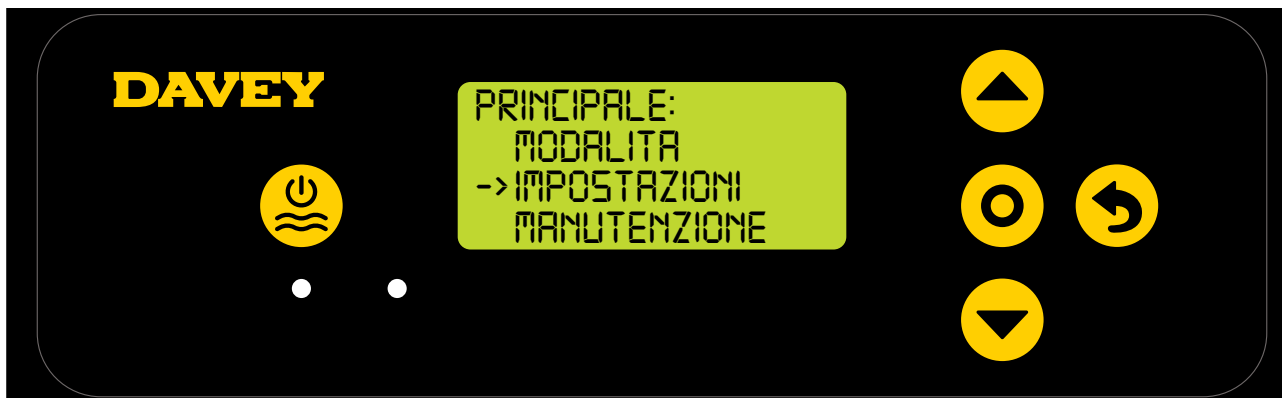 DAVEY
PRINCIPALE:
MODALITA
->IMPOSTAZIONI
MANUTENZIONE